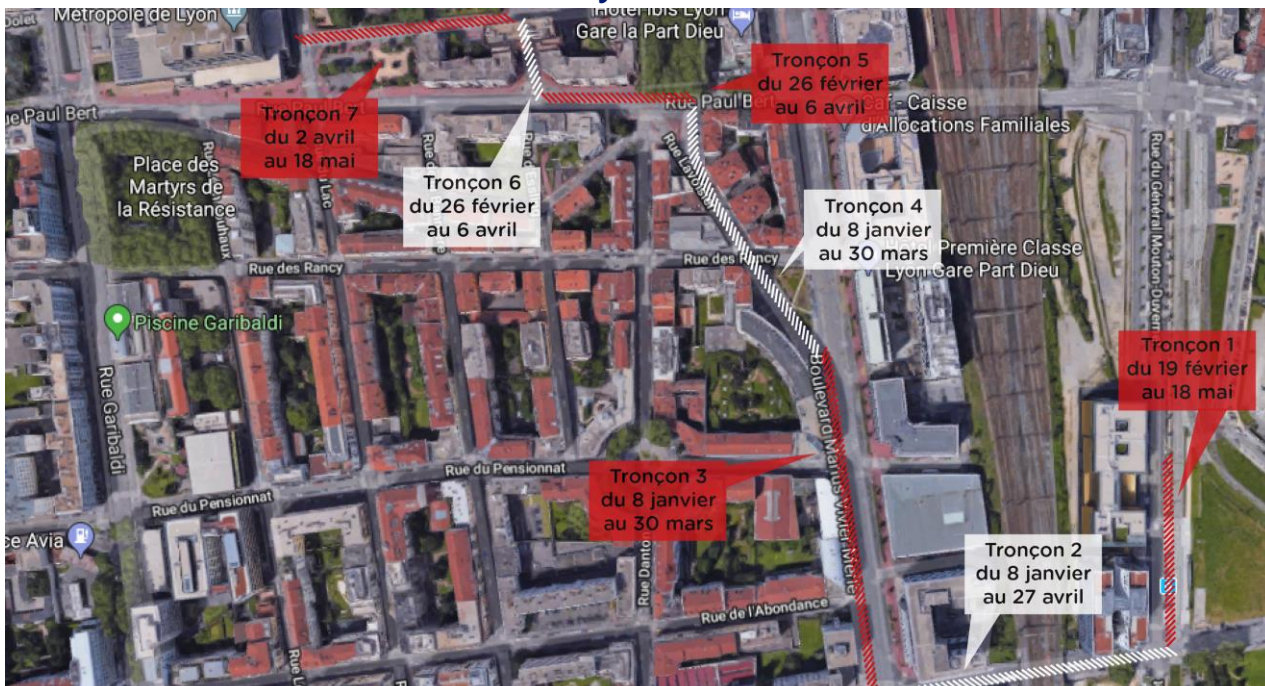 Métropole de Lyon
Hôtel ibis Lyon
Gare la Part Dieu
Tronçon 5
du 26 février
au 6 avril
Rue Paul Bert
Caf - Caisse
d'Allocations Familiales
Tronçon 7
du 2 avril
au 18 mai
ue Paul Bert
Place des
Martyrs de
la Résistance
Tronçon 6
du 26 février
au 6 avril
Rue Lavoisier
Tronçon 4
du 8 janvier
au 30 mars
Première Classe
Lyon Gare Part Dieu
Rue des Rancy
Rue des Rancy
Rue du Général Mouton-Duvern
Piscine Garibaldi
Rue Garibaldi
Tronçon 1
du 19 février
au 18 mai
Boulevard Marius Vivier-Merle
Rue du Pensionnat
Rue du Pensionnat
Tronçon 3
du 8 janvier
au 30 mars
ce Avia
Tronçon 2
du 8 janvier
au 27 avril
Rue Danton
Rue de l'Abondance